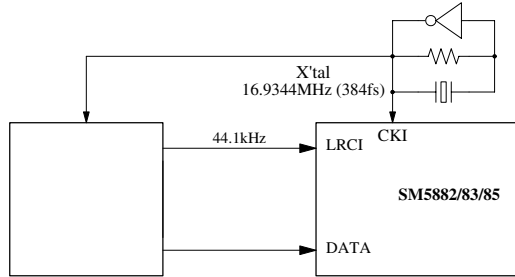 X'tal
16.9344MHz (384fs)
CKI
44.1kHz
LRCI
SM5882/83/85
DATA